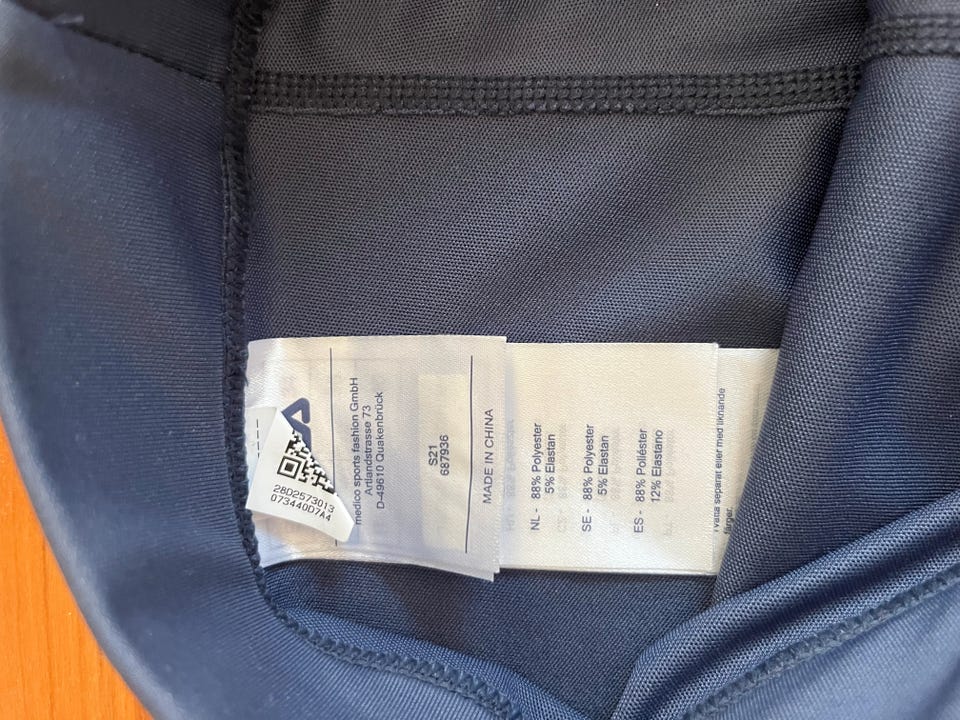 28D2573013
073440D7A4
medico sports fashion GmbH
Artlandstrasse 73
D-49610 Quakenbrück
S21
687936
MADE IN CHINA
NL - 88% Polyester
5% Elastan
SE - 88% Polyester
5% Elastan
ES - 88% Poliéster
12% Elastano
tvätta separat eller med liknande
färger.